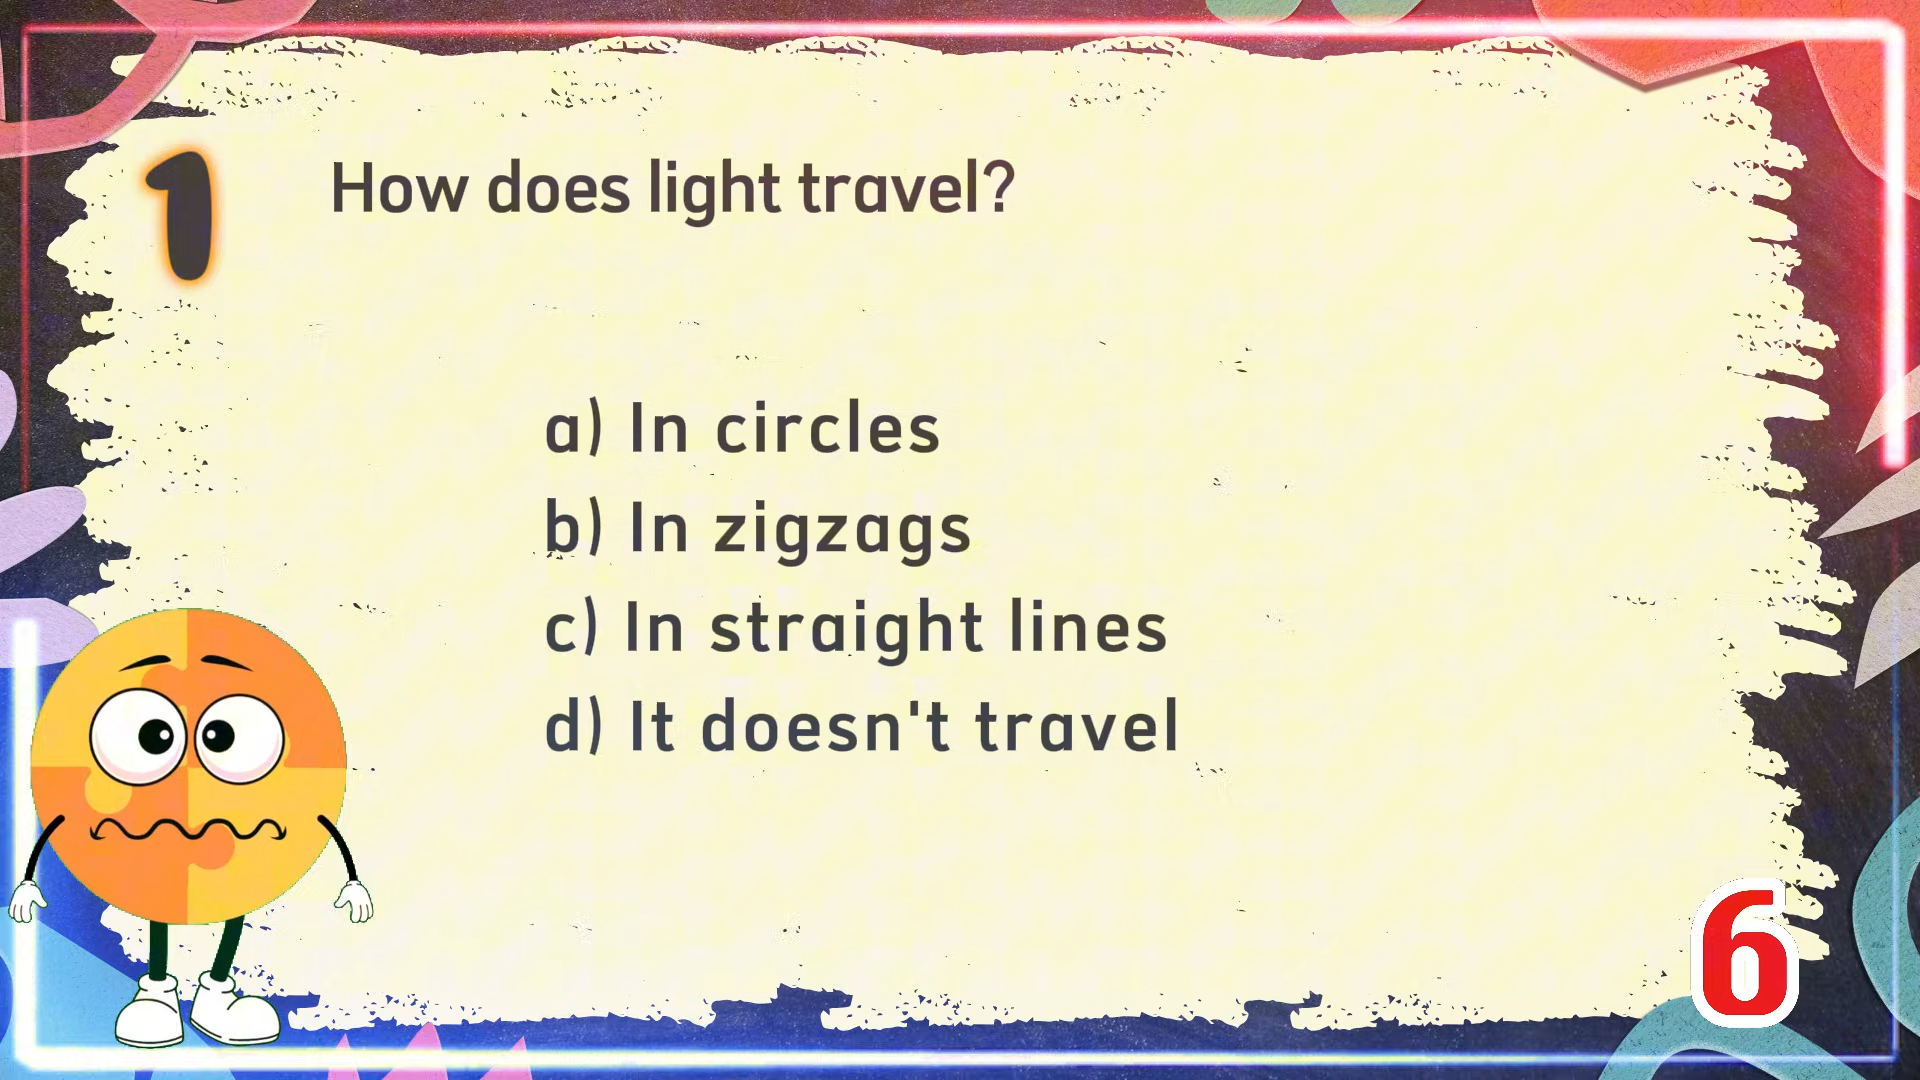 1
How does light travel?
a) In circles
b) In zigzags
c) In straight lines
d) It doesn't travel
6